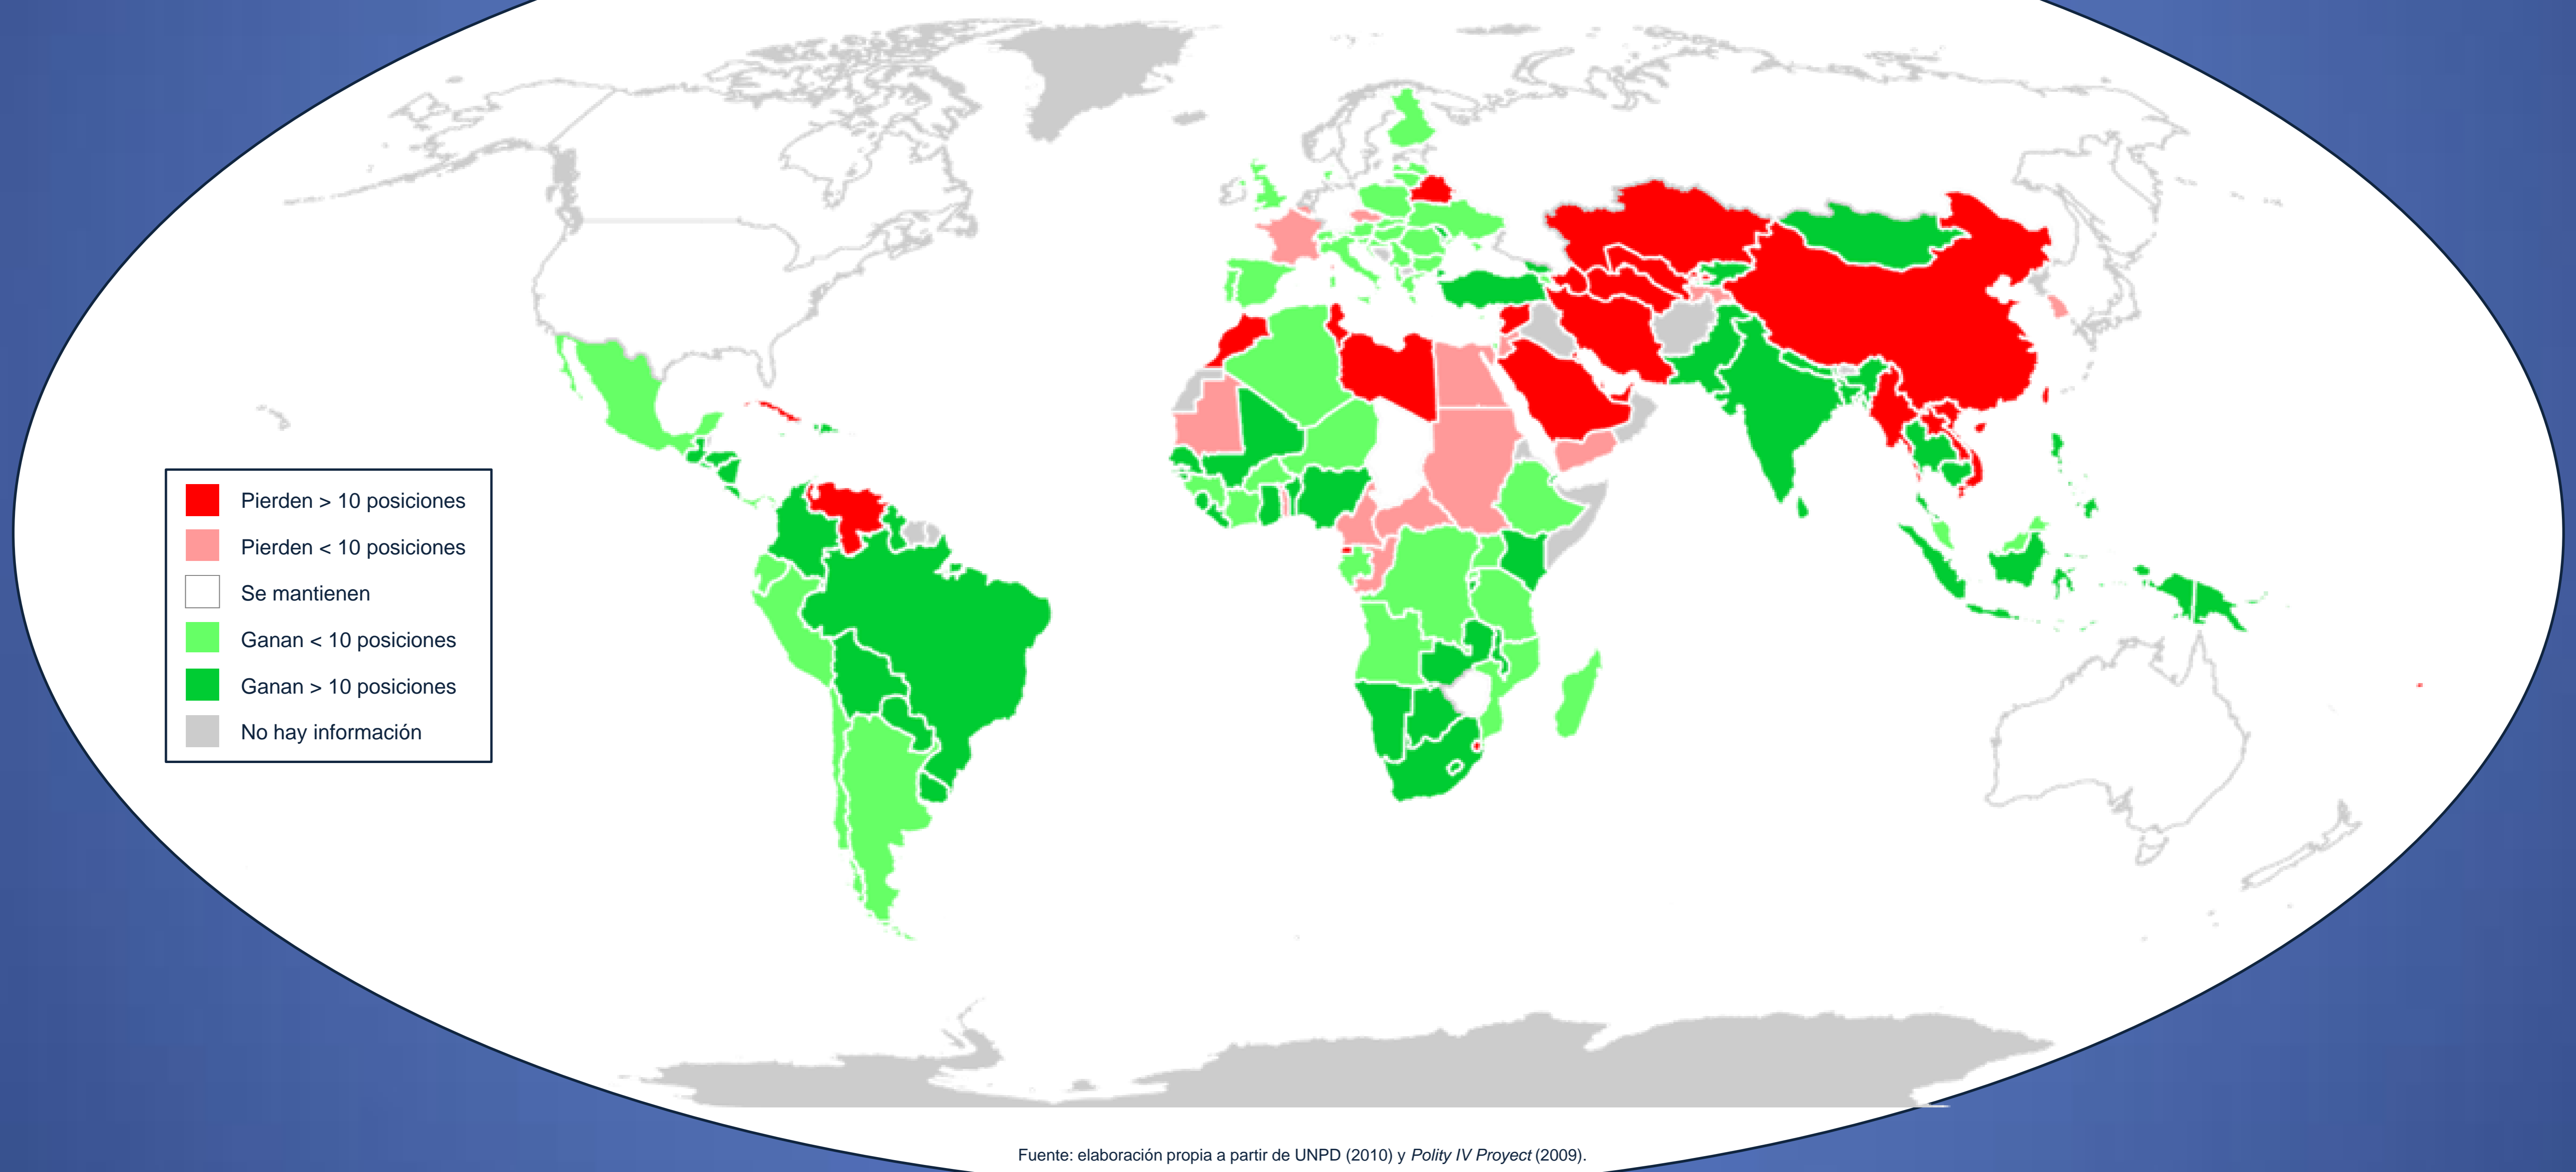 Pierden > 10 posiciones
Pierden < 10 posiciones
Se mantienen
Ganan < 10 posiciones
Ganan > 10 posiciones
No hay información
Fuente: elaboración propia a partir de UNPD (2010) y Polity IV Proyect (2009).